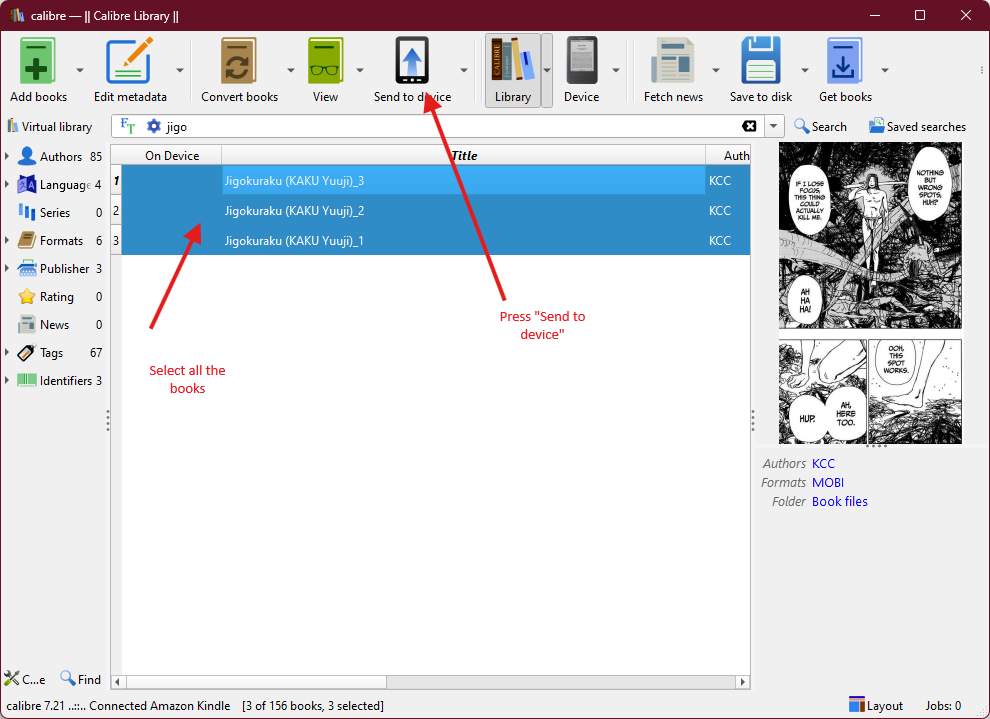 calibre — || Calibre Library ||
Add books
Edit metadata
Convert books
View
Send to device
Library
Device
Fetch news
Save to disk
Get books
Virtual library
jigo
Search
Saved searches
Authors 85
Language 4
Series 0
Formats 6
Publisher 3
Rating 0
News 0
Tags 67
Identifiers 3
On Device Title Auth
1 Jigokuraku (KAKU Yuuji)_3 KCC
2 Jigokuraku (KAKU Yuuji)_2 KCC
3 Jigokuraku (KAKU Yuuji)_1 KCC
Select all the
books
Press "Send to
device"
IF I LOSE
FOCUS,
THIS THING
COULD
ACTUALLY
KILL ME.
NOTHING
BUT
WRONG
SPOTS,
HUH?
AH
HA
HA!
OOH,
THIS
SPOT
WORKS.
HUP.
AH,
HERE
TOO.
Authors KCC
Formats MOBI
Folder Book files
C...e
Find
calibre 7.21 ..::.. Connected Amazon Kindle [3 of 156 books, 3 selected]
Layout
Jobs: 0